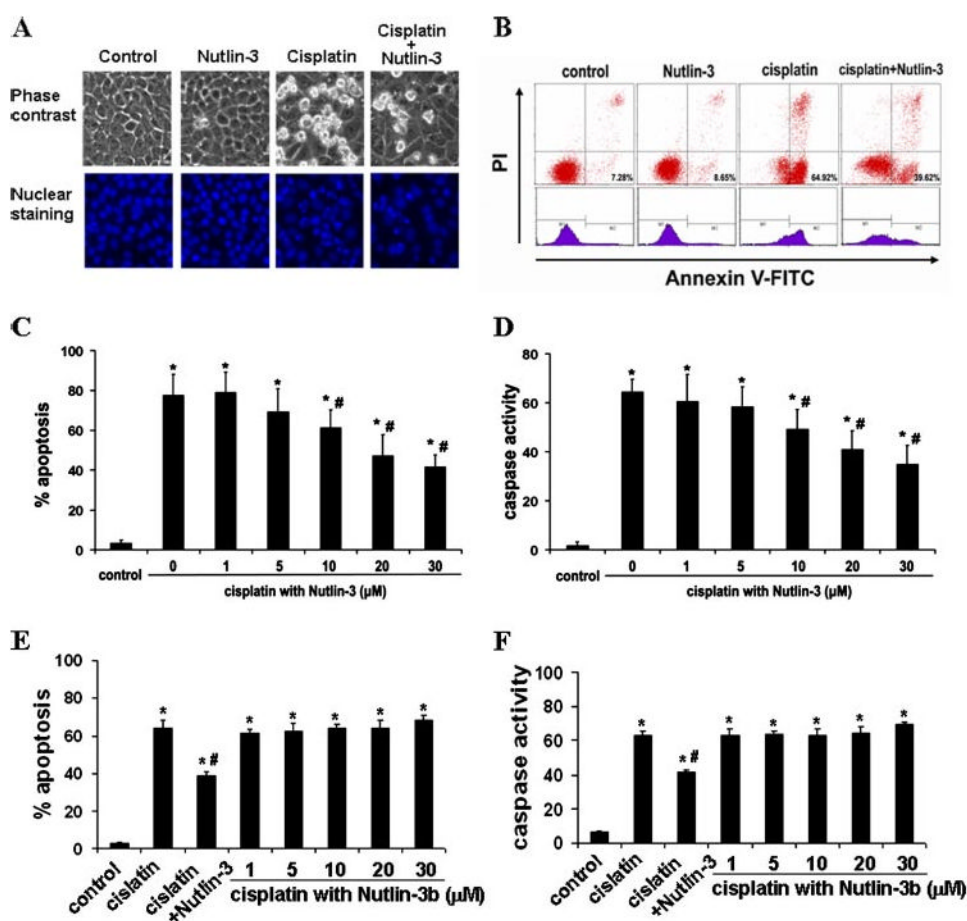 A
Control
Nutlin-3
Cisplatin
Cisplatin
+
Nutlin-3
Phase
contrast
Nuclear
staining
B
control
Nutlin-3
cisplatin
cisplatin+Nutlin-3
PI
7.28%
8.65%
64.92%
39.62%
Annexin V-FITC
C
% apoptosis
100
80
60
40
20
0
*
*
*
* #
* #
* #
control
0 1 5 10 20 30
cisplatin with Nutlin-3 (μM)
D
caspase activity
80
60
40
20
0
*
*
*
* #
* #
* #
control
0 1 5 10 20 30
cisplatin with Nutlin-3 (μM)
E
% apoptosis
100
80
60
40
20
0
*
* #
*
*
*
*
*
control
cislatin
cislatin
+Nutlin-3
1 5 10 20 30
cisplatin with Nutlin-3b (μM)
F
caspase activity
100
80
60
40
20
0
*
* #
*
*
*
*
*
control
cislatin
cislatin
+Nutlin-3
1 5 10 20 30
cisplatin with Nutlin-3b (μM)